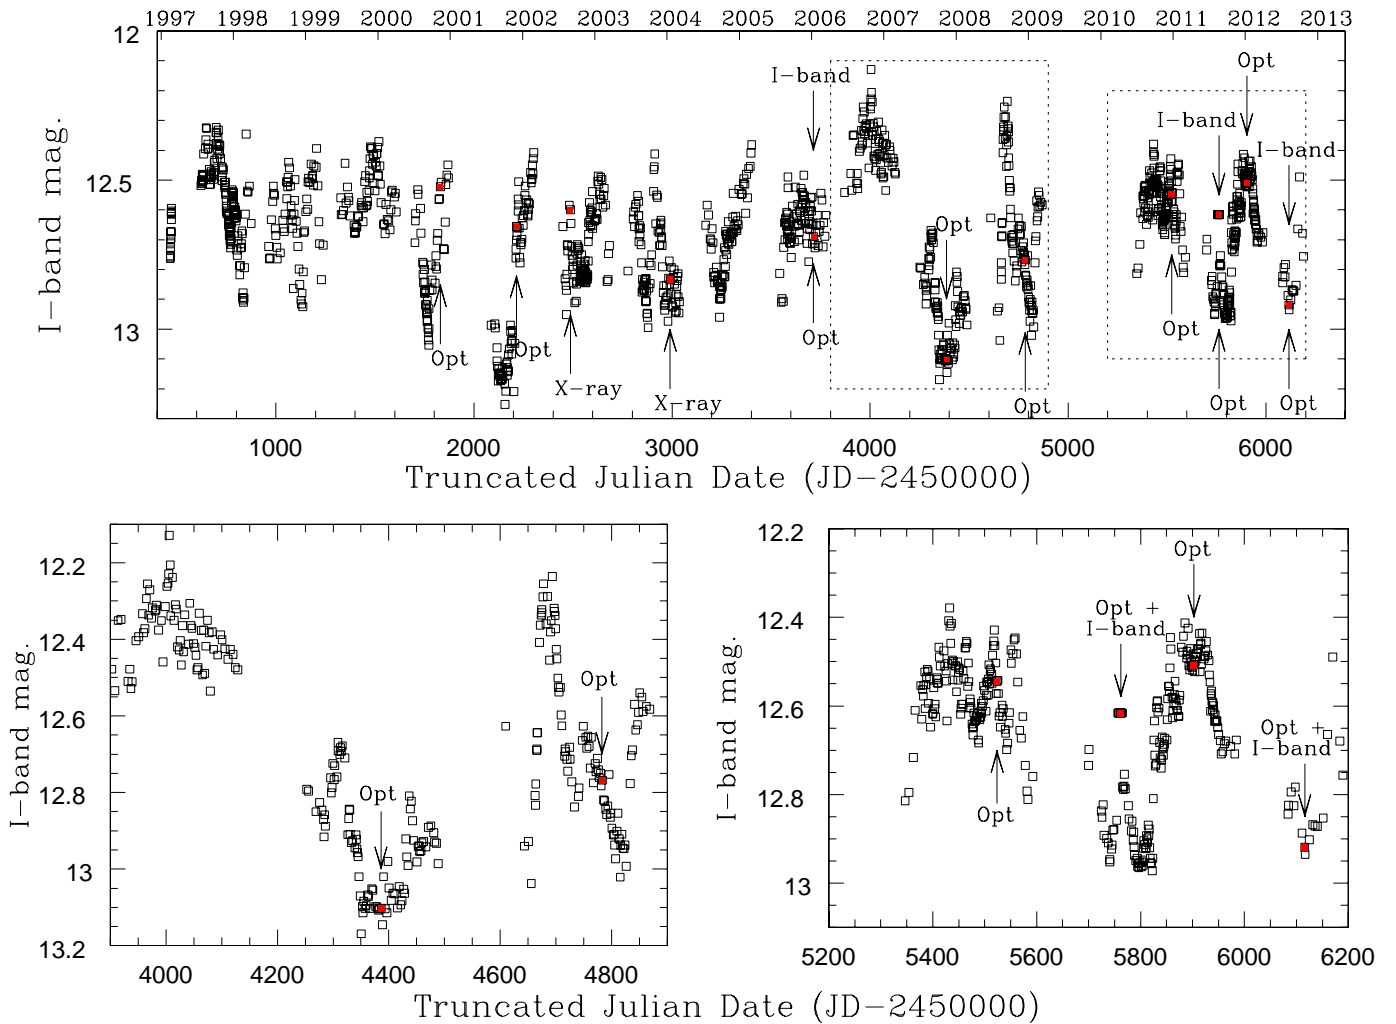 1997 1998 1999 2000 2001 2002 2003 2004 2005 2006 2007 2008 2009 2010 2011 2012 2013
12
12.5
13
I-band mag.
I-band
Opt
I-band
I-band
Opt
Opt
Opt
X-ray
X-ray
Opt
Opt
Opt
Opt
Opt
1000 2000 3000 4000 5000 6000
Truncated Julian Date (JD-2450000)
12.2
12.4
12.6
12.8
13
13.2
I-band mag.
Opt
Opt
4000 4200 4400 4600 4800
12.2
12.4
12.6
12.8
13
13.2
I-band mag.
Opt
Opt +
I-band
Opt +
I-band
Opt
5200 5400 5600 5800 6000 6200
Truncated Julian Date (JD-2450000)